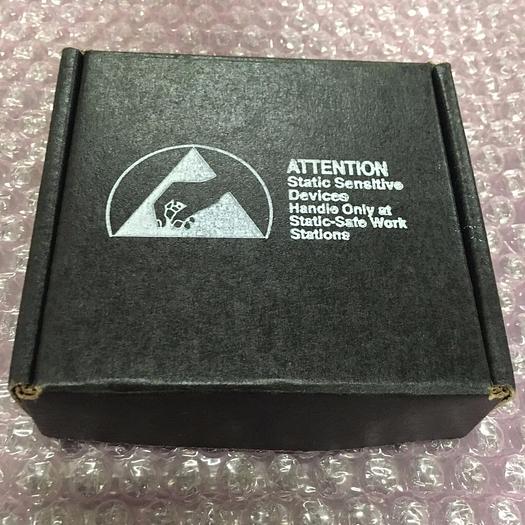 ATTENTION
Static Sensitive
Devices
Handle Only at
Static-Safe Work
Stations